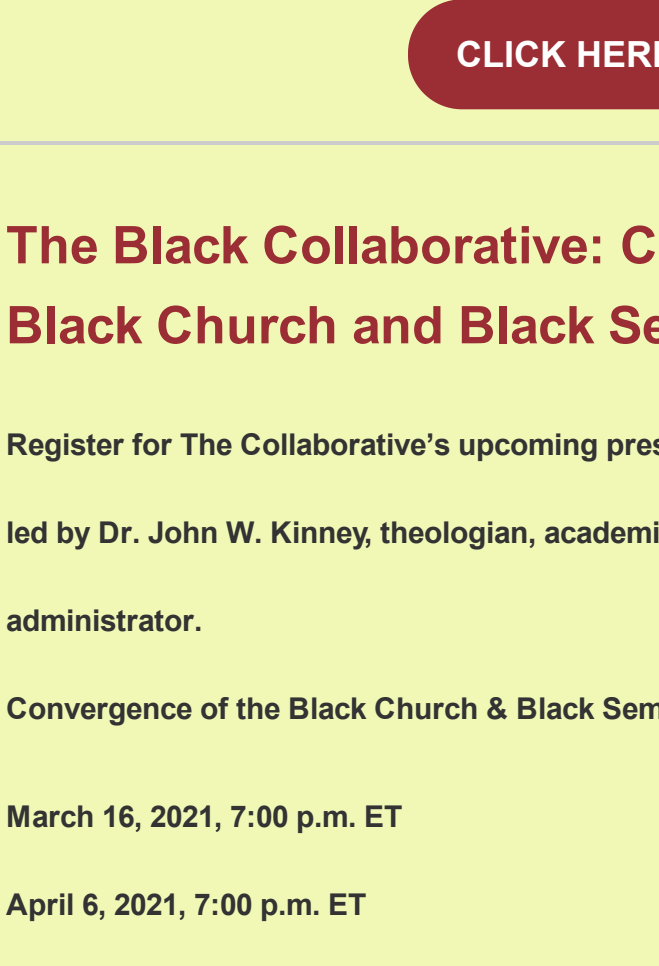 CLICK HERE
The Black Collaborative: C
Black Church and Black Se
Register for The Collaborative’s upcoming pres
led by Dr. John W. Kinney, theologian, academi
administrator.
Convergence of the Black Church & Black Sem
March 16, 2021, 7:00 p.m. ET
April 6, 2021, 7:00 p.m. ET